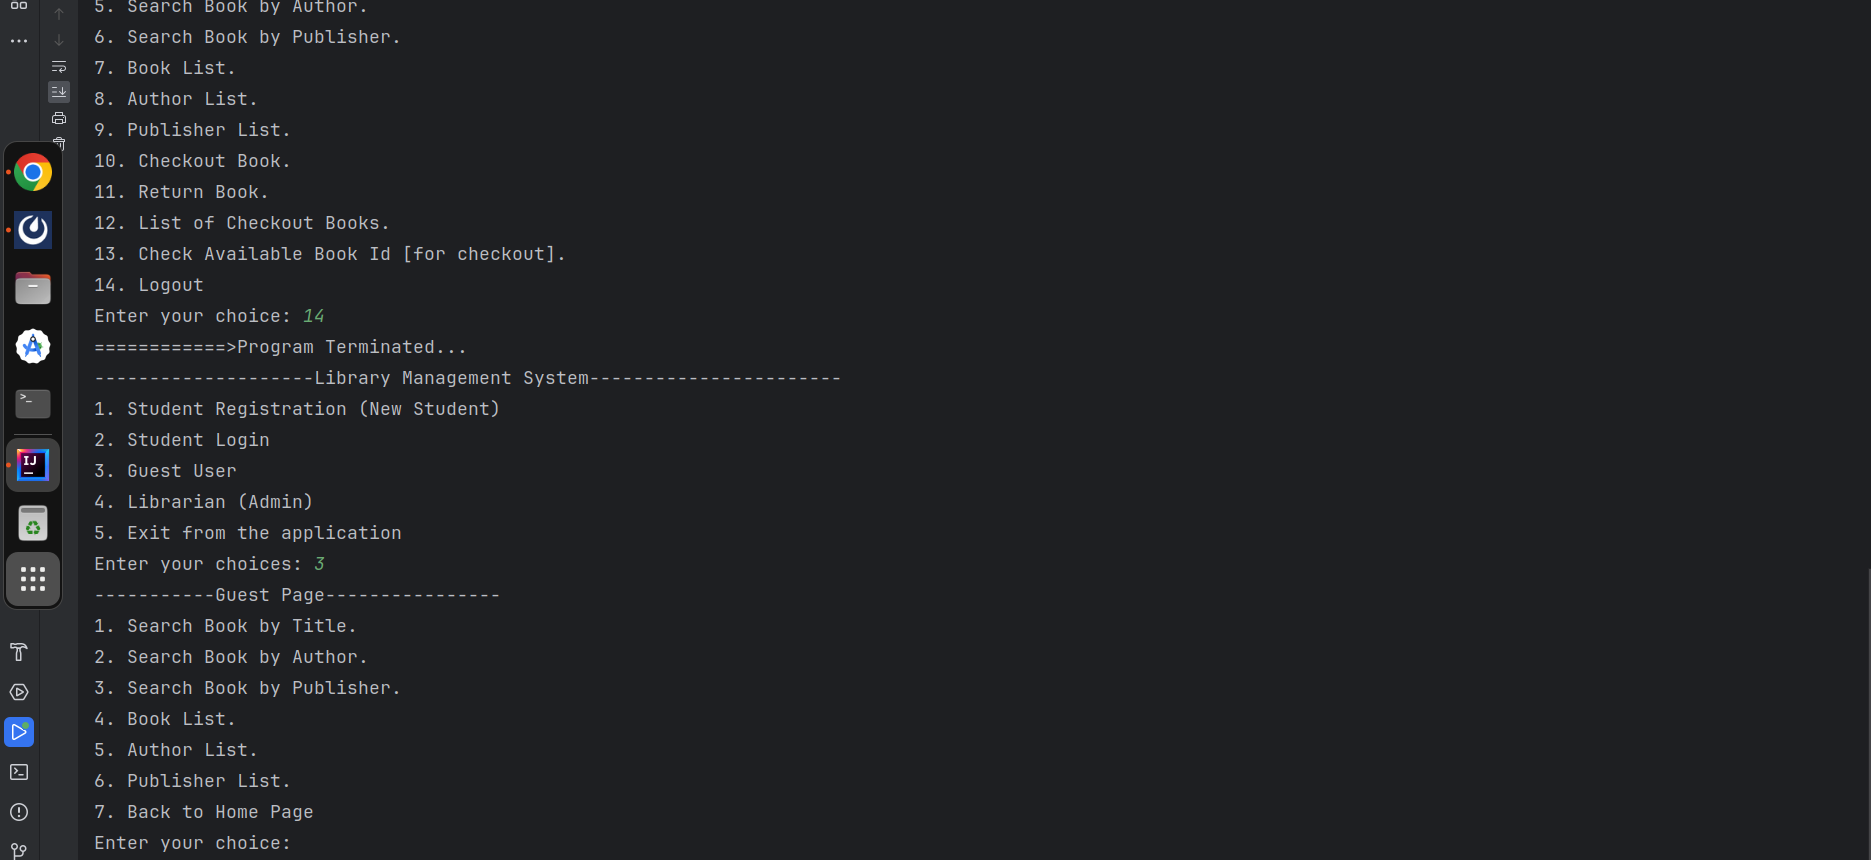 5. Search Book by Author.
6. Search Book by Publisher.
7. Book List.
8. Author List.
9. Publisher List.
10. Checkout Book.
11. Return Book.
12. List of Checkout Books.
13. Check Available Book Id [for checkout].
14. Logout
Enter your choice: 14
============>Program Terminated...
--------------------Library Management System-----------------------
1. Student Registration (New Student)
2. Student Login
3. Guest User
4. Librarian (Admin)
5. Exit from the application
Enter your choices: 3
-----------Guest Page----------------
1. Search Book by Title.
2. Search Book by Author.
3. Search Book by Publisher.
4. Book List.
5. Author List.
6. Publisher List.
7. Back to Home Page
Enter your choice:
IJ